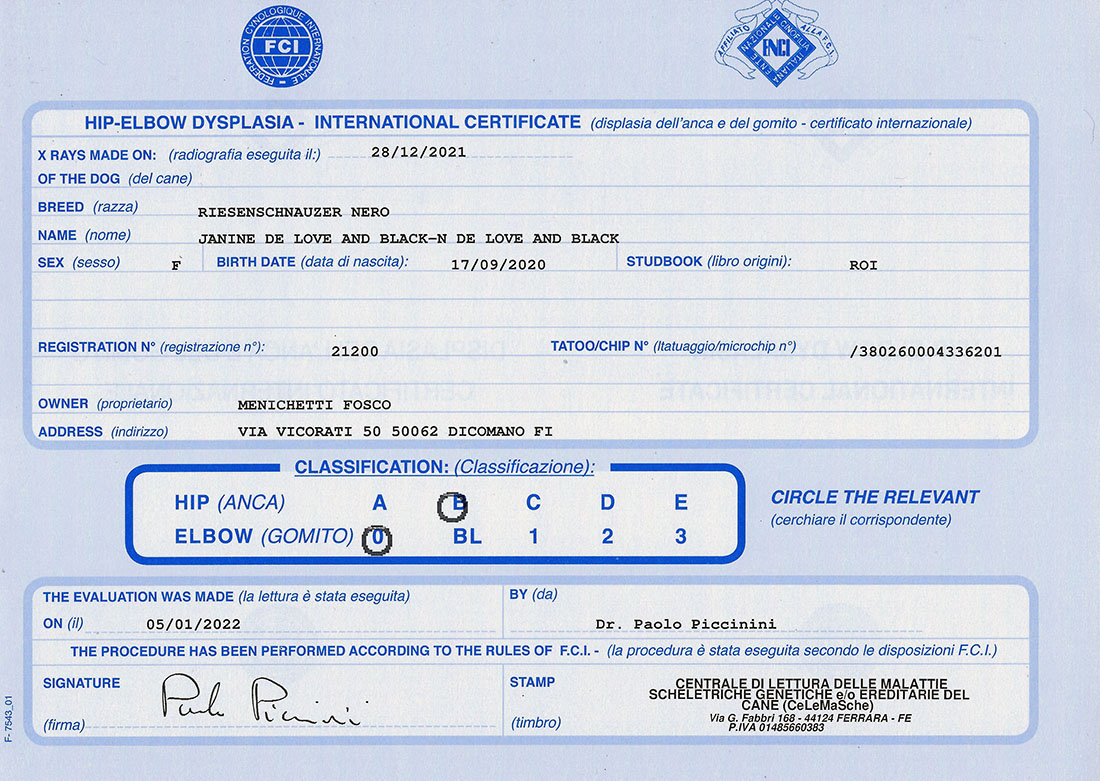 FEDERATION CYNOLOGIQUE INTERNATIONALE
FCI
AFFILIATO ALLA F.C.I.
ENTE NAZIONALE CINOFILIA ITALIANA
ENCI
HIP-ELBOW DYSPLASIA - INTERNATIONAL CERTIFICATE (displasia dell'anca e del gomito - certificato internazionale)
X RAYS MADE ON: (radiografia eseguita il:) 28/12/2021
OF THE DOG (del cane)
BREED (razza) RIESENSCHNAUZER NERO
NAME (nome) JANINE DE LOVE AND BLACK-N DE LOVE AND BLACK
SEX (sesso) F BIRTH DATE (data di nascita): 17/09/2020 STUDBOOK (libro origini): ROI
REGISTRATION N° (registrazione n°): 21200 TATOO/CHIP N° (Itatuaggio/microchip n°) /380260004336201
OWNER (proprietario) MENICHETTI FOSCO
ADDRESS (indirizzo) VIA VICORATI 50 50062 DICOMANO FI
CLASSIFICATION: (Classificazione):
HIP (ANCA) A B C D E
ELBOW (GOMITO) 0 BL 1 2 3
CIRCLE THE RELEVANT
(cerchiare il corrispondente)
THE EVALUATION WAS MADE (la lettura è stata eseguita) BY (da)
ON (il) 05/01/2022 Dr. Paolo Piccinini
THE PROCEDURE HAS BEEN PERFORMED ACCORDING TO THE RULES OF F.C.I. - (la procedura è stata eseguita secondo le disposizioni F.C.I.)
SIGNATURE
(firma)
Paolo Piccinini
STAMP
(timbro)
CENTRALE DI LETTURA DELLE MALATTIE
SCHELETRICHE GENETICHE e/o EREDITARIE DEL
CANE (CeLeMaSche)
Via G. Fabbri 168 - 44124 FERRARA - FE
P.IVA 01485660383
F- 7543_01